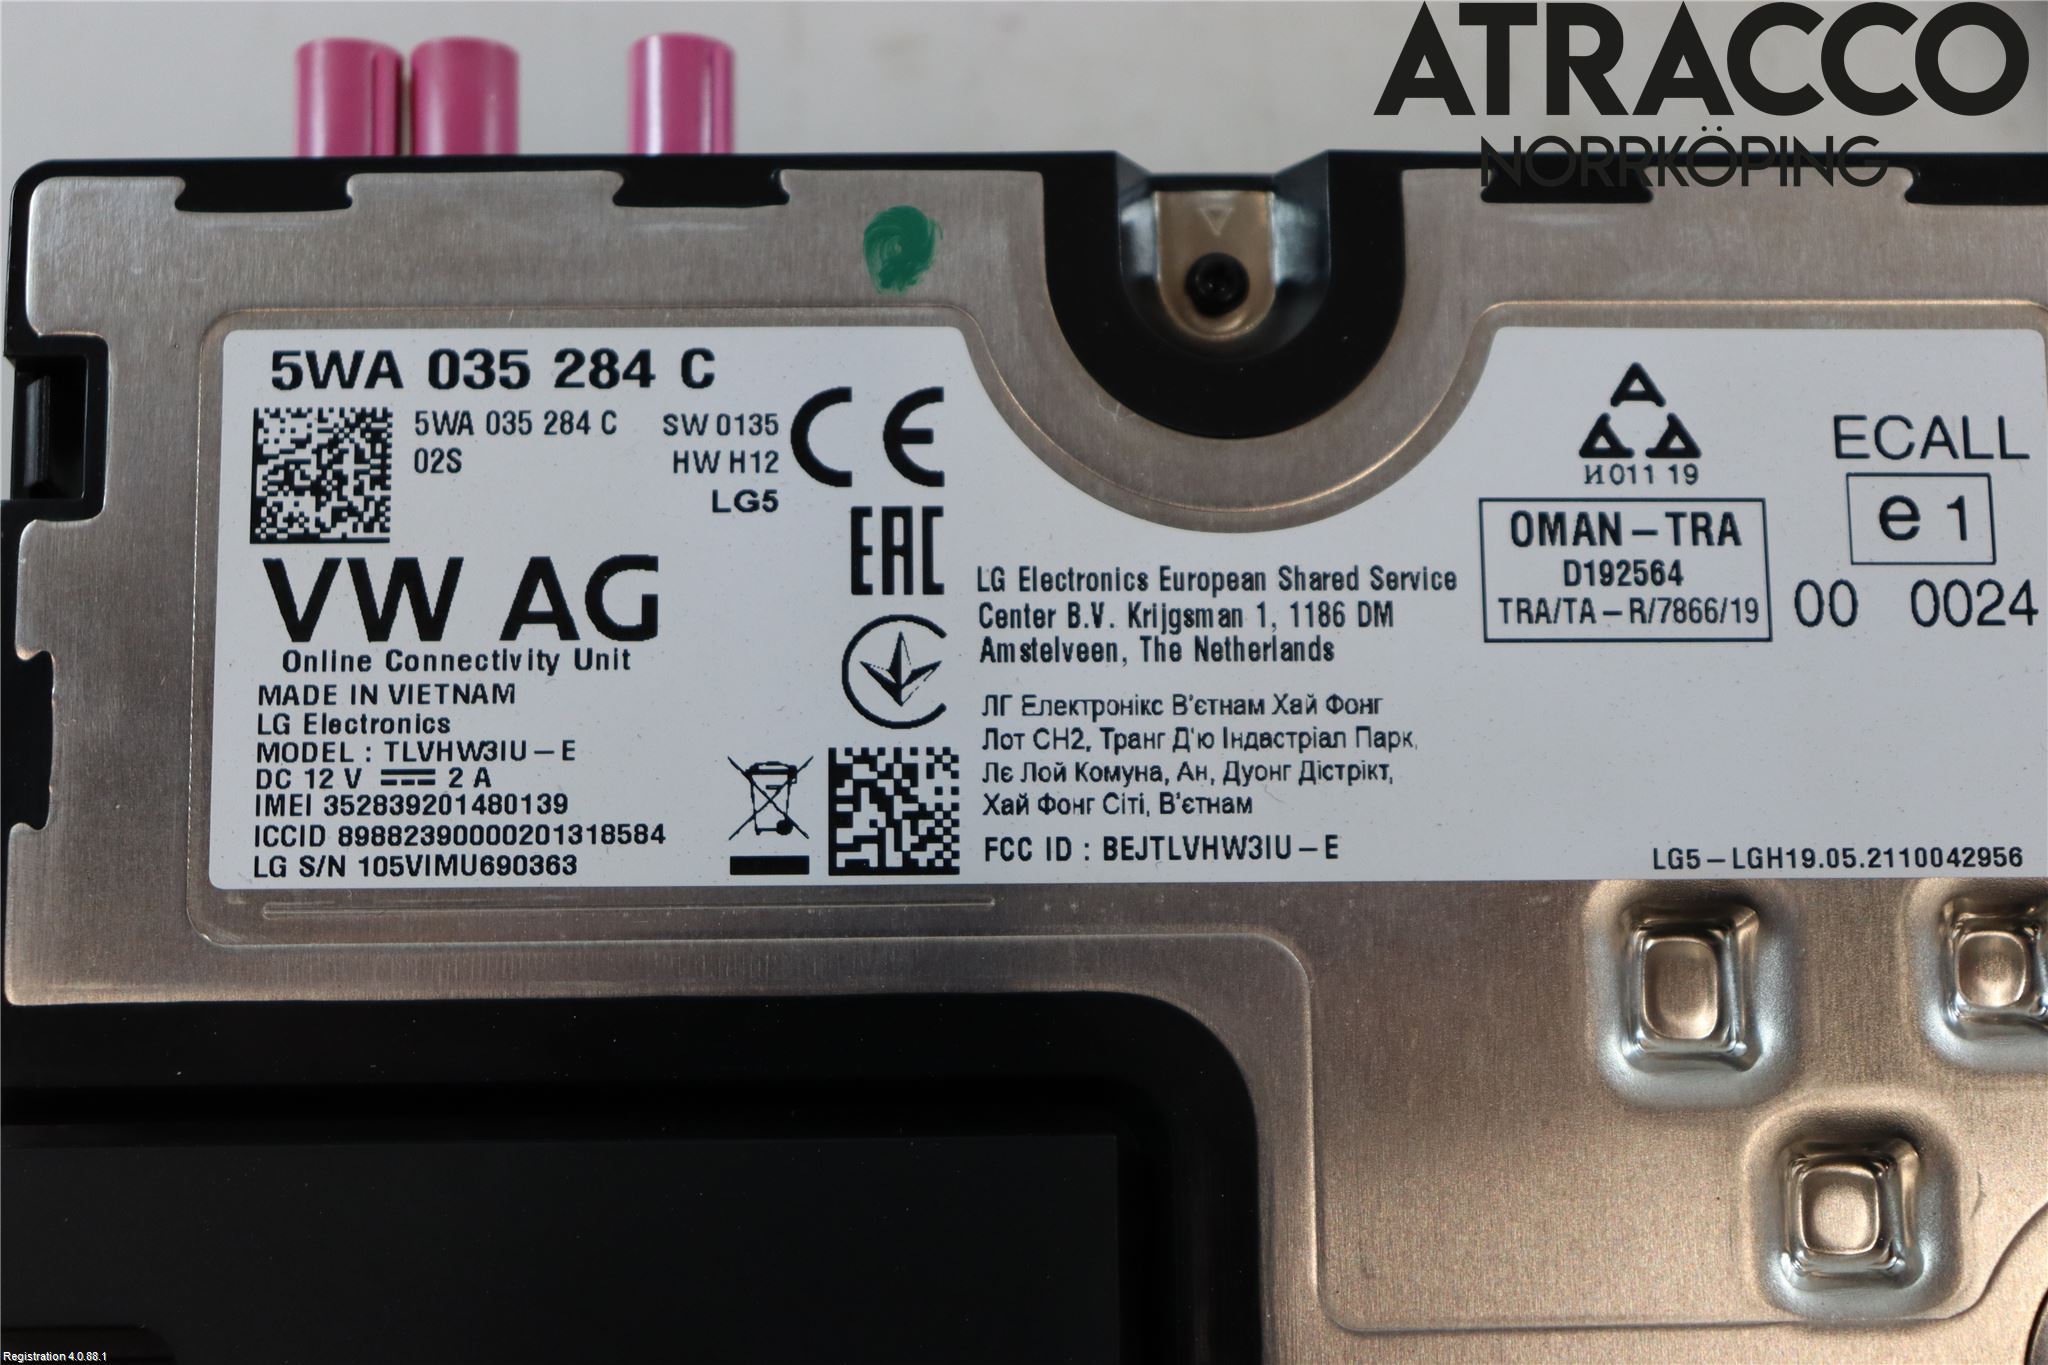 ATRACCO
NORRKÖPING
5WA 035 284 C
5WA 035 284 C SW 0135
02S HW H12
LG5
CE
EAC
VW AG
Online Connectivity Unit
MADE IN VIETNAM
LG Electronics
MODEL : TLVHW3IU – E
DC 12 V 2 A
IMEI 352839201480139
ICCID 89882390000201318584
LG S/N 105VIMU690363
LG Electronics European Shared Service
Center B.V. Krijgsman 1, 1186 DM
Amstelveen, The Netherlands
ЛГ Електронікс В'єтнам Хай Фонг
Лот СН2, Транг Д'ю Індастріал Парк,
Лє Лой Комуна, Ан, Дуонг Дістрікт,
Хай Фонг Сіті, В'єтнам
FCC ID : BEJTLVHW3IU – E
И011 19
OMAN – TRA
D192564
TRA/TA – R/7866/19
ECALL
e 1
00 0024
LG5 – LGH19.05.2110042956
Registration 4.0.88.1